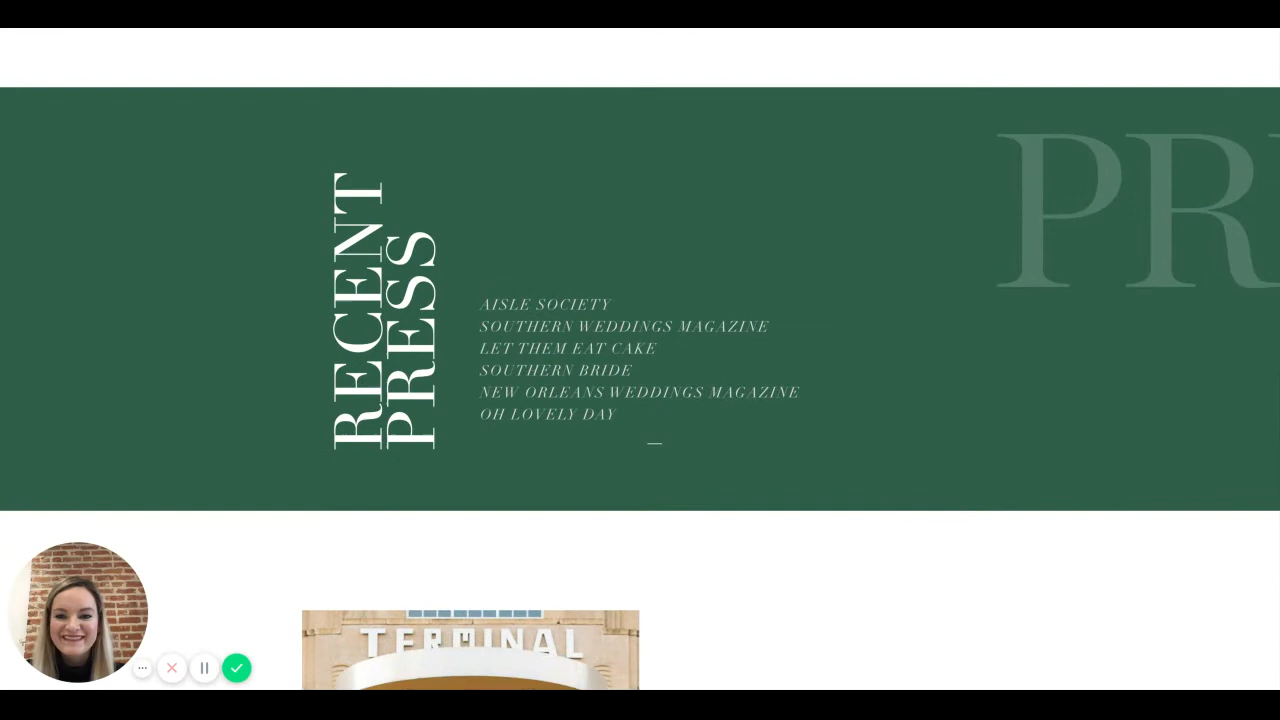 PR
RECENT
PRESS
AISLE SOCIETY
SOUTHERN WEDDINGS MAGAZINE
LET THEM EAT CAKE
SOUTHERN BRIDE
NEW ORLEANS WEDDINGS MAGAZINE
OH LOVELY DAY
TERMINAL